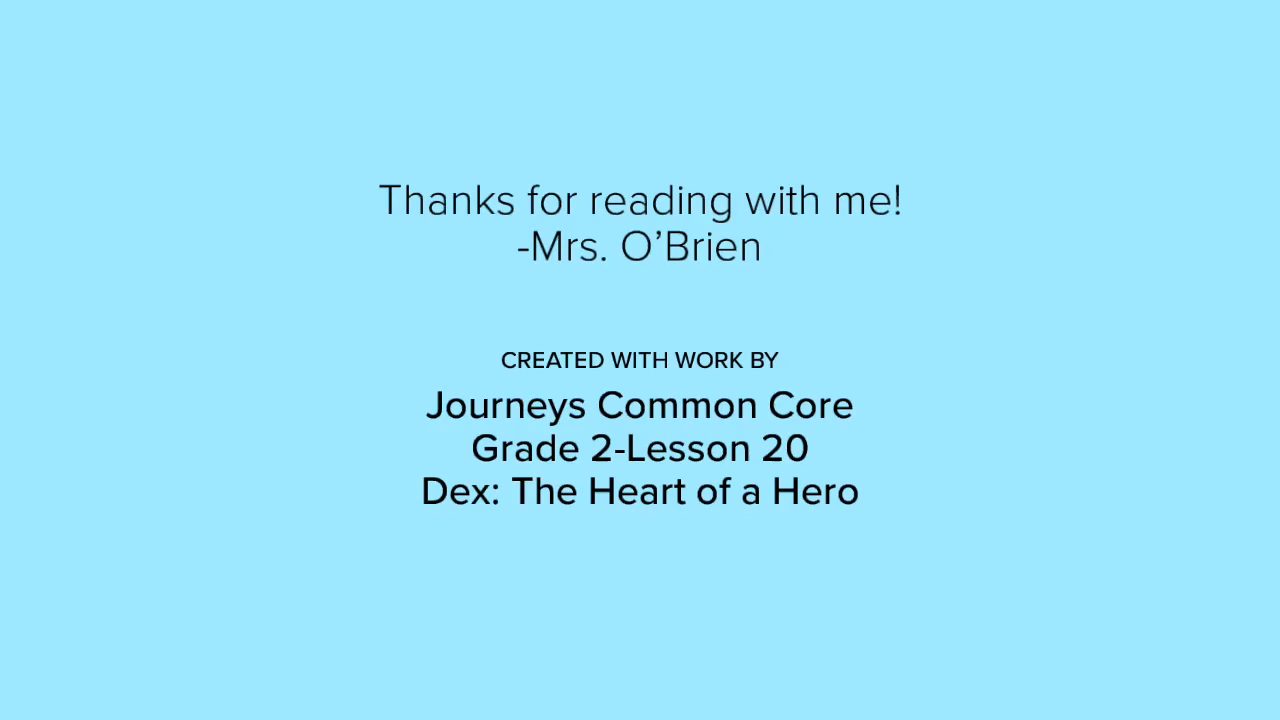 Thanks for reading with me!
-Mrs. O’Brien
CREATED WITH WORK BY
Journeys Common Core
Grade 2-Lesson 20
Dex: The Heart of a Hero